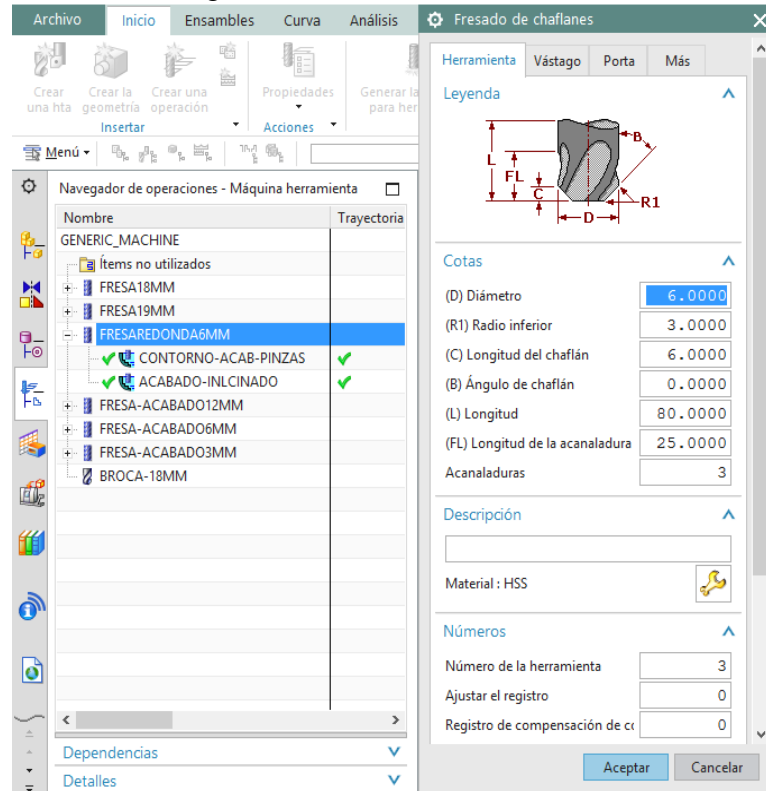 Archivo Inicio Ensambles Curva Análisis
Crear una hta
Crear la geometría
Crear una operación
Insertar
Propiedades
Acciones
Generar la
para her
Menú
Navegador de operaciones - Máquina herramienta
Nombre Trayectoria
GENERIC_MACHINE
Ítems no utilizados
FRESA18MM
FRESA19MM
FRESAREDONDA6MM
CONTORNO-ACAB-PINZAS
ACABADO-INLCINADO
FRESA-ACABADO12MM
FRESA-ACABADO6MM
FRESA-ACABADO3MM
BROCA-18MM
Dependencias
Detalles
Fresado de chaflanes
Herramienta Vástago Porta Más
Leyenda
B
L
FL
C
R1
D
Cotas
(D) Diámetro 6.0000
(R1) Radio inferior 3.0000
(C) Longitud del chaflán 6.0000
(B) Ángulo de chaflán 0.0000
(L) Longitud 80.0000
(FL) Longitud de la acanaladura 25.0000
Acanaladuras 3
Descripción
Material : HSS
Números
Número de la herramienta 3
Ajustar el registro 0
Registro de compensación de co 0
Aceptar Cancelar